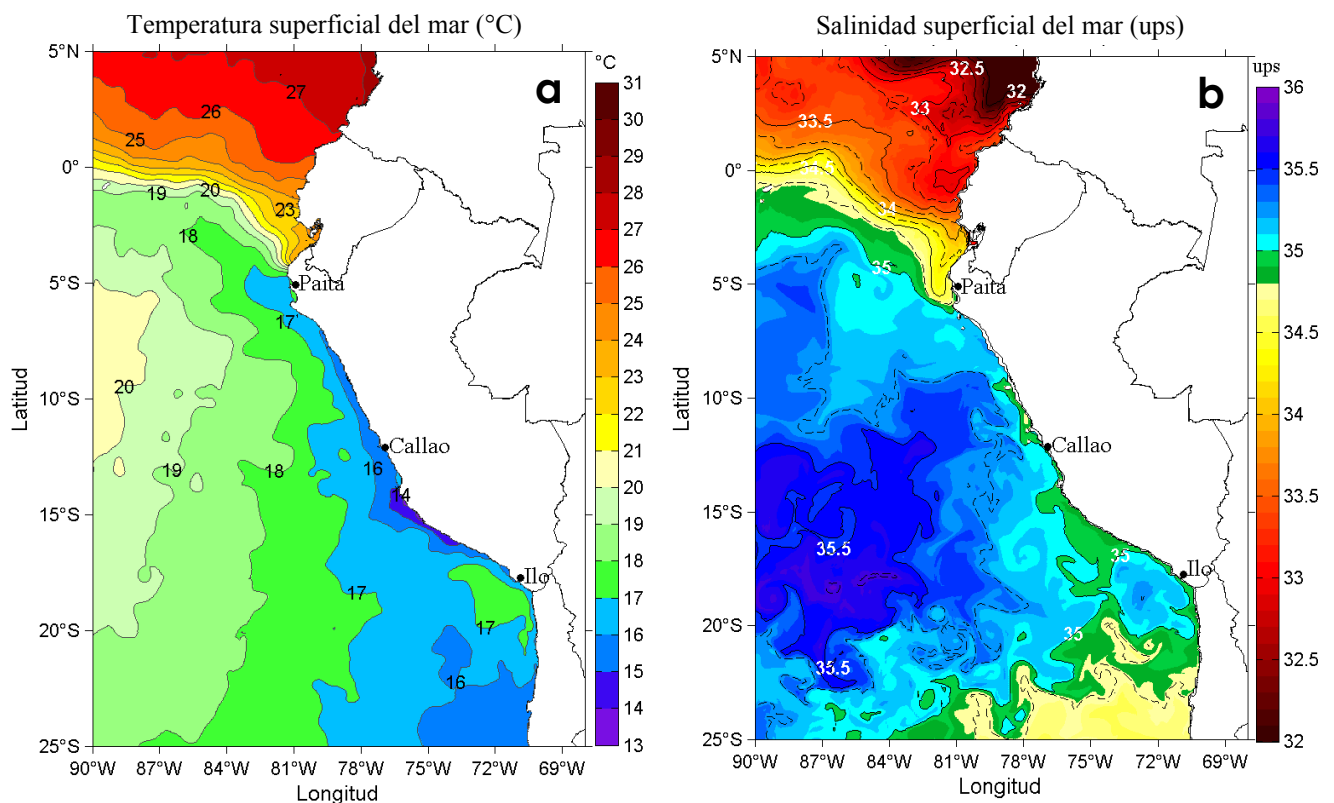 Temperatura superficial del mar (°C)
5°N
0°
5°S
10°S
15°S
20°S
25°S
Latitud
90°W 87°W 84°W 81°W 78°W 75°W 72°W 69°W
Longitud
a
27
26
25
20
19
23
18
Paita
17
20
Callao
19
18
16
14
Ilo
17
17
16
°C
31
30
29
28
27
26
25
24
23
22
21
20
19
18
17
16
15
14
13
Salinidad superficial del mar (ups)
5°N
0°
5°S
10°S
15°S
20°S
25°S
Latitud
90°W 87°W 84°W 81°W 78°W 75°W 72°W 69°W
Longitud
b
32.5
32
33
33.5
34.5
34
35
Paita
Callao
35.5
35
Ilo
35
35.5
ups
36
35.5
35
34.5
34
33.5
33
32.5
32